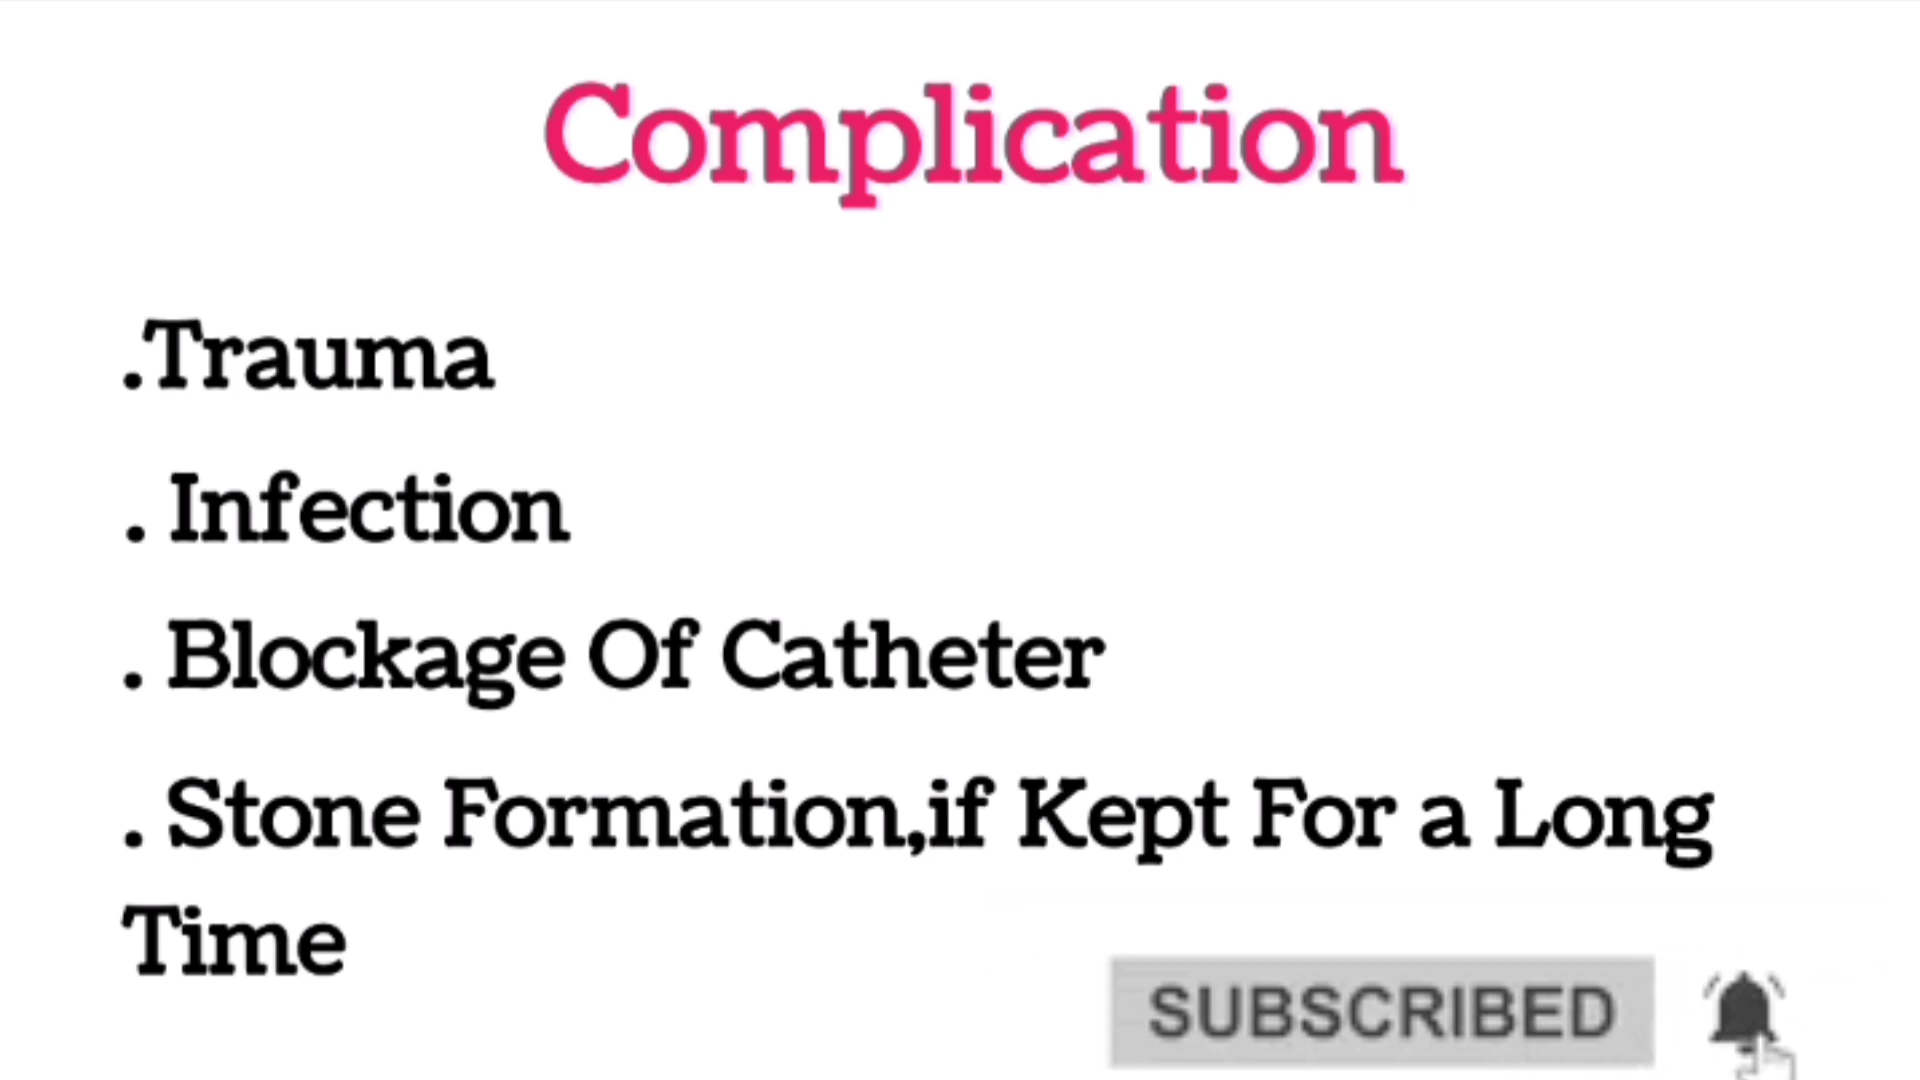 Complication
.Trauma
. Infection
. Blockage Of Catheter
. Stone Formation,if Kept For a Long
Time
SUBSCRIBED